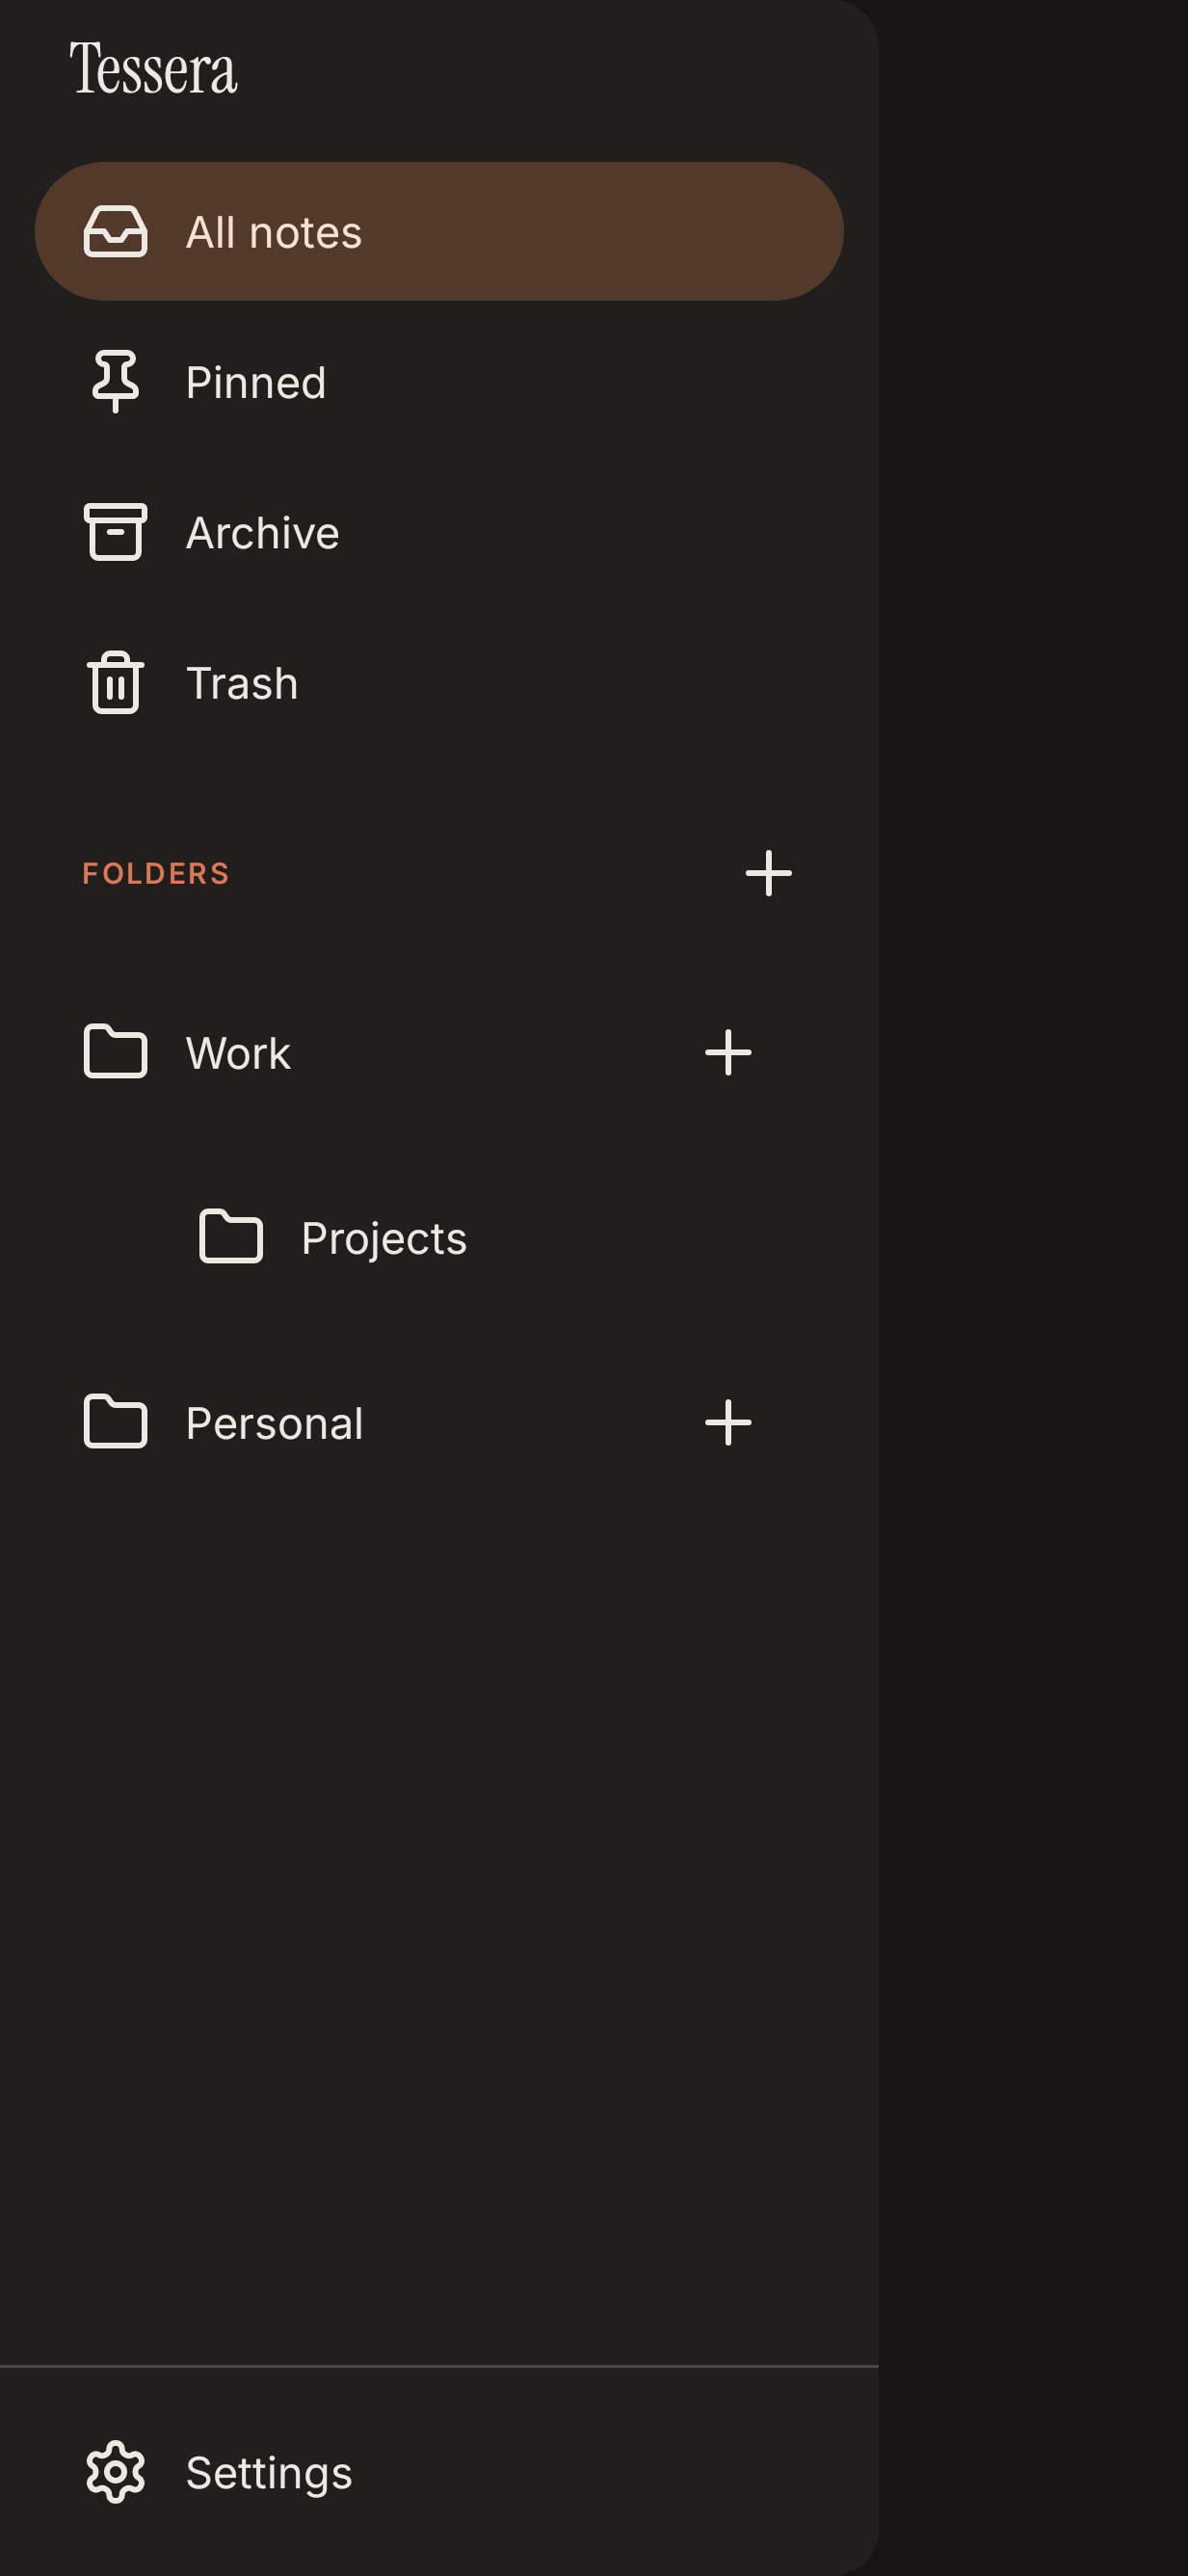 Tessera
All notes
Pinned
Archive
Trash
FOLDERS
Work
Projects
Personal
Settings